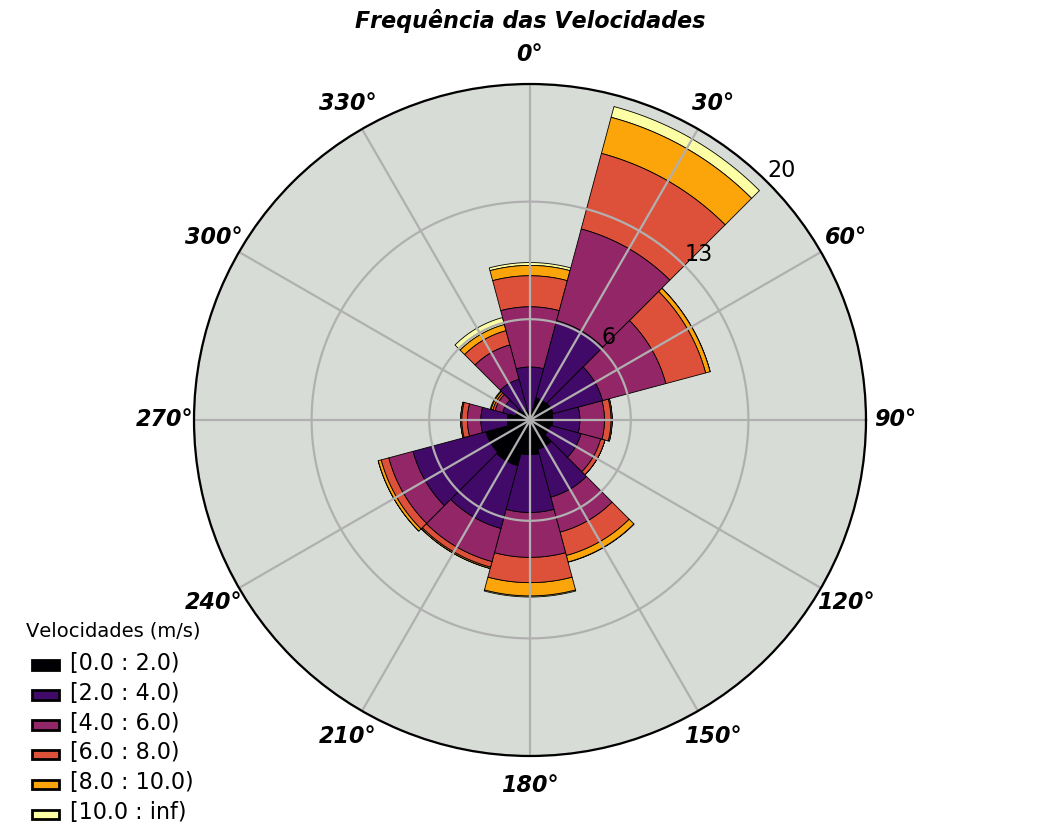 Frequência das Velocidades
0°
330°
30°
20
300°
60°
13
6
270°
90°
240°
120°
210°
150°
180°
Velocidades (m/s)
[0.0 : 2.0)
[2.0 : 4.0)
[4.0 : 6.0)
[6.0 : 8.0)
[8.0 : 10.0)
[10.0 : inf)